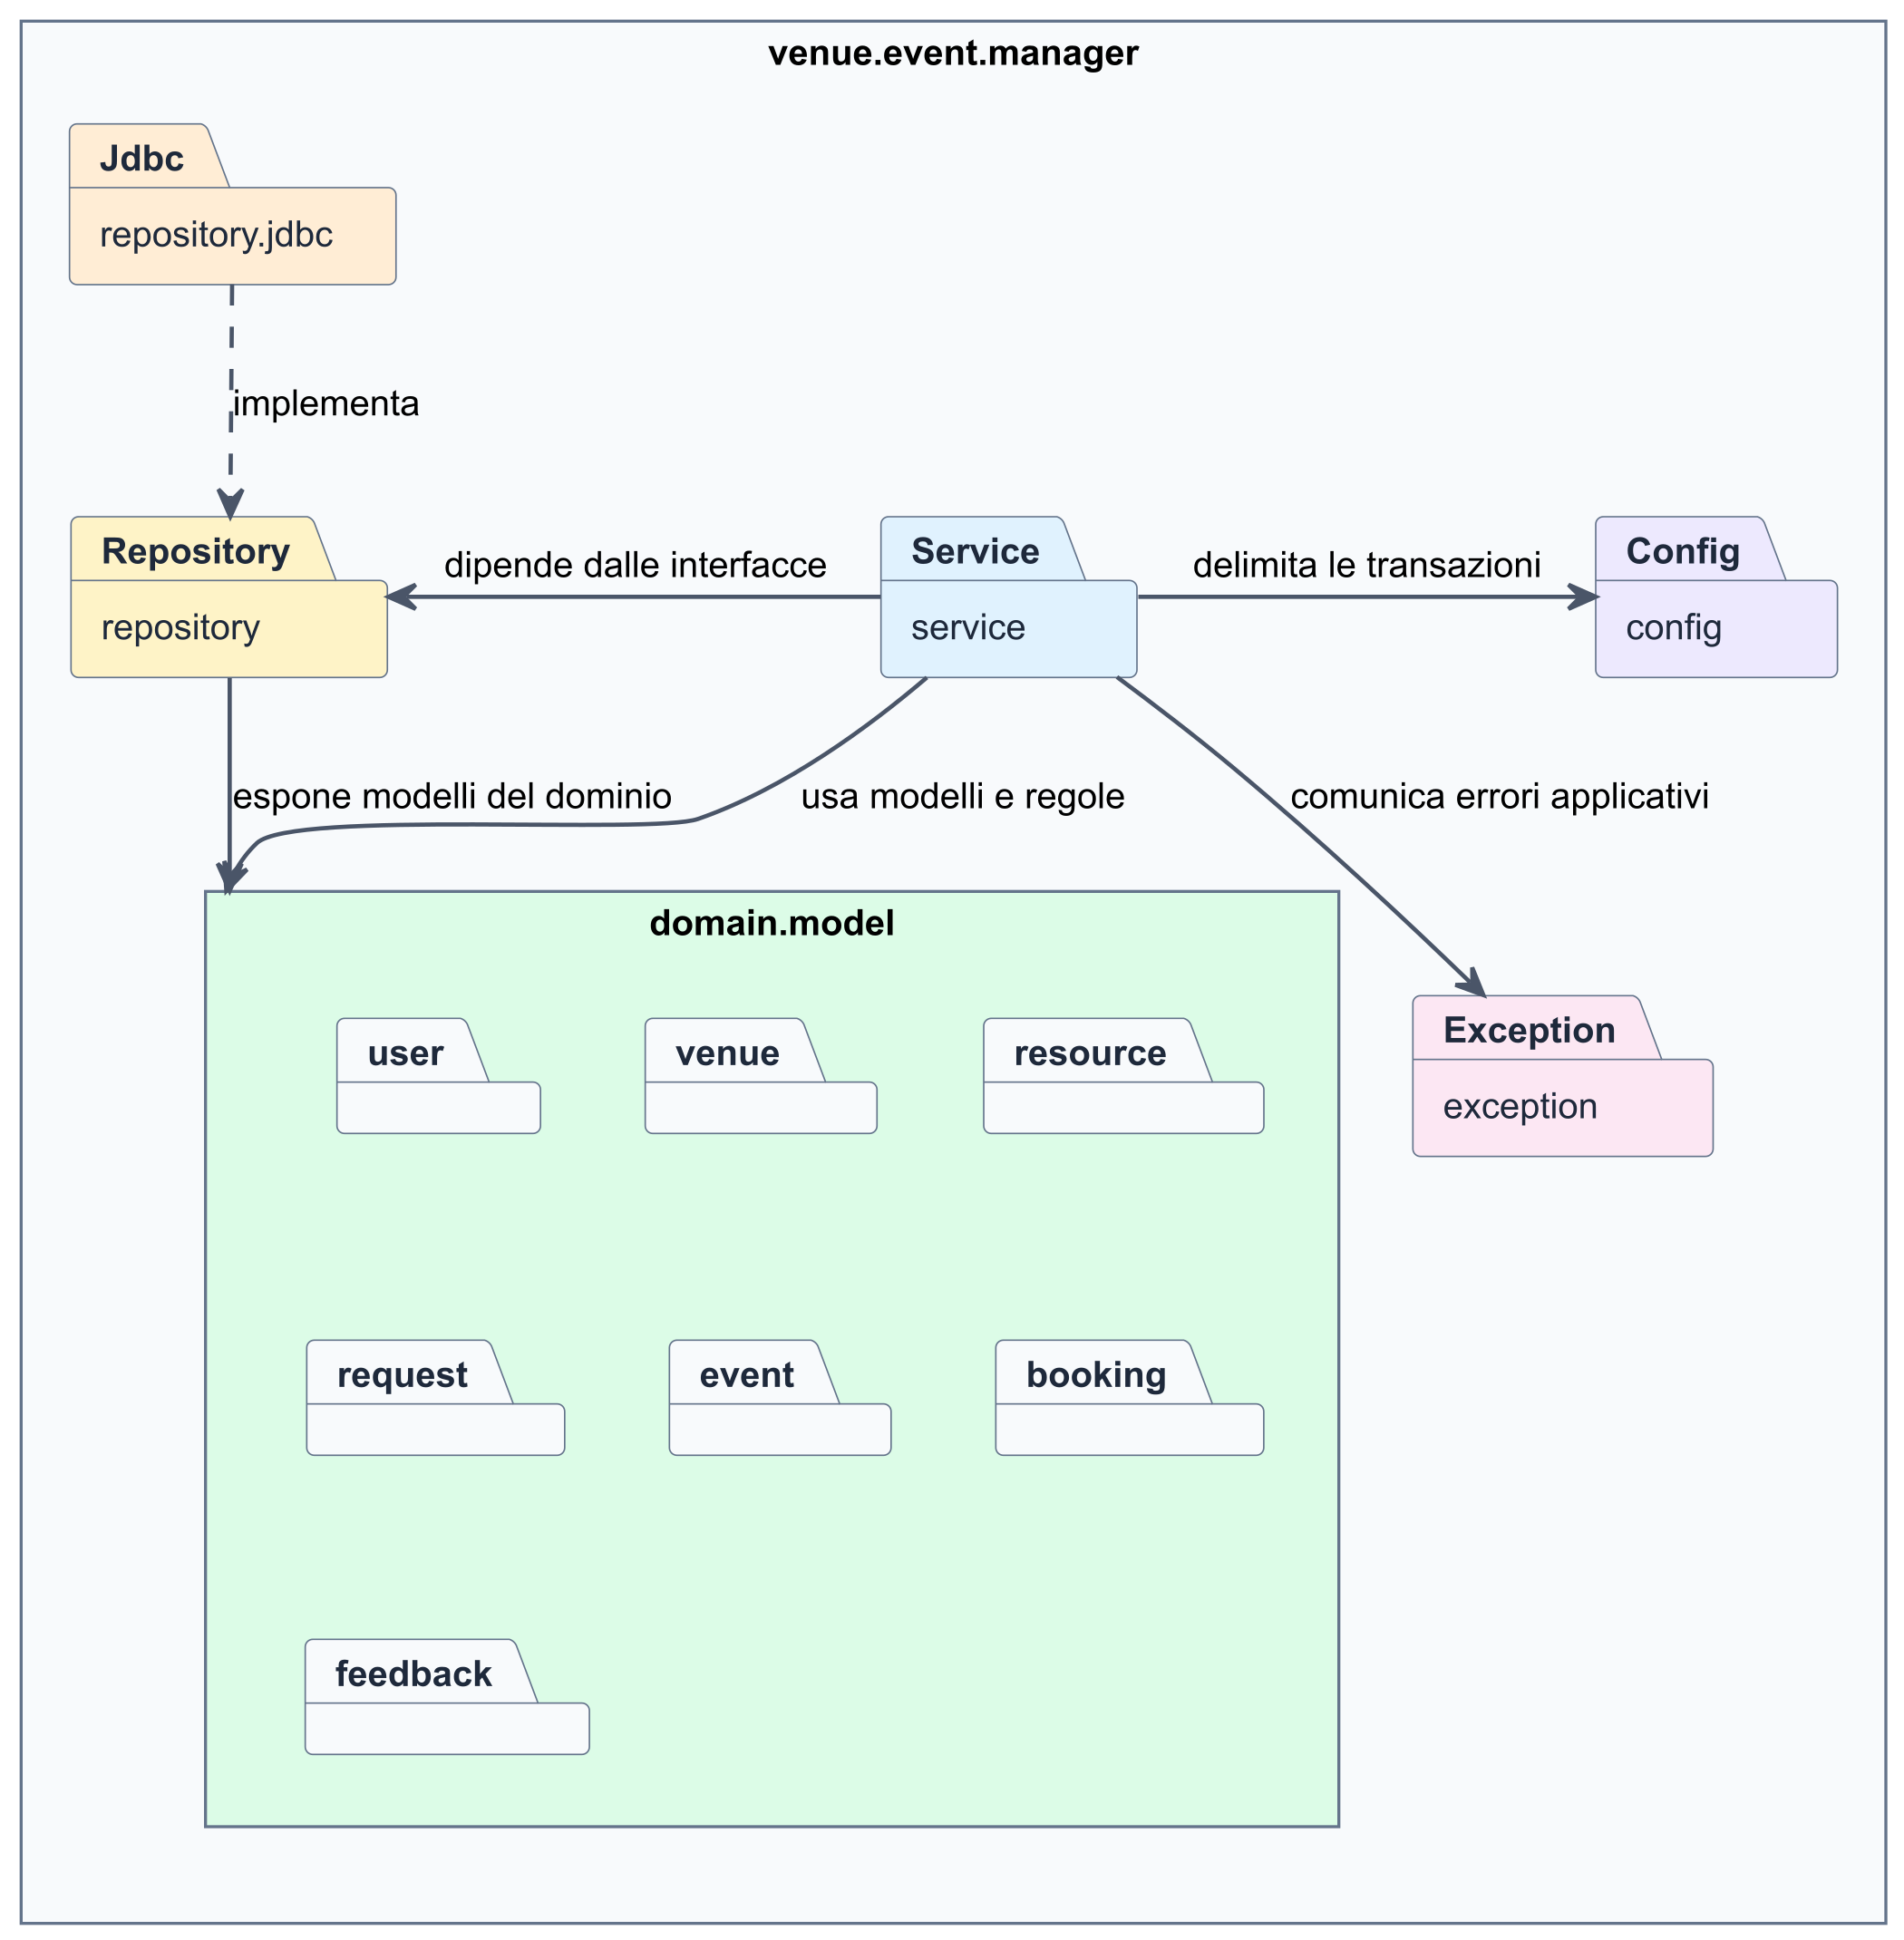 venue.event.manager
Jdbc
repository.jdbc
implementa
Repository
repository
dipende dalle interfacce
Service
service
delimita le transazioni
Config
config
espone modelli del dominio
usa modelli e regole
comunica errori applicativi
domain.model
user
venue
resource
Exception
exception
request
event
booking
feedback